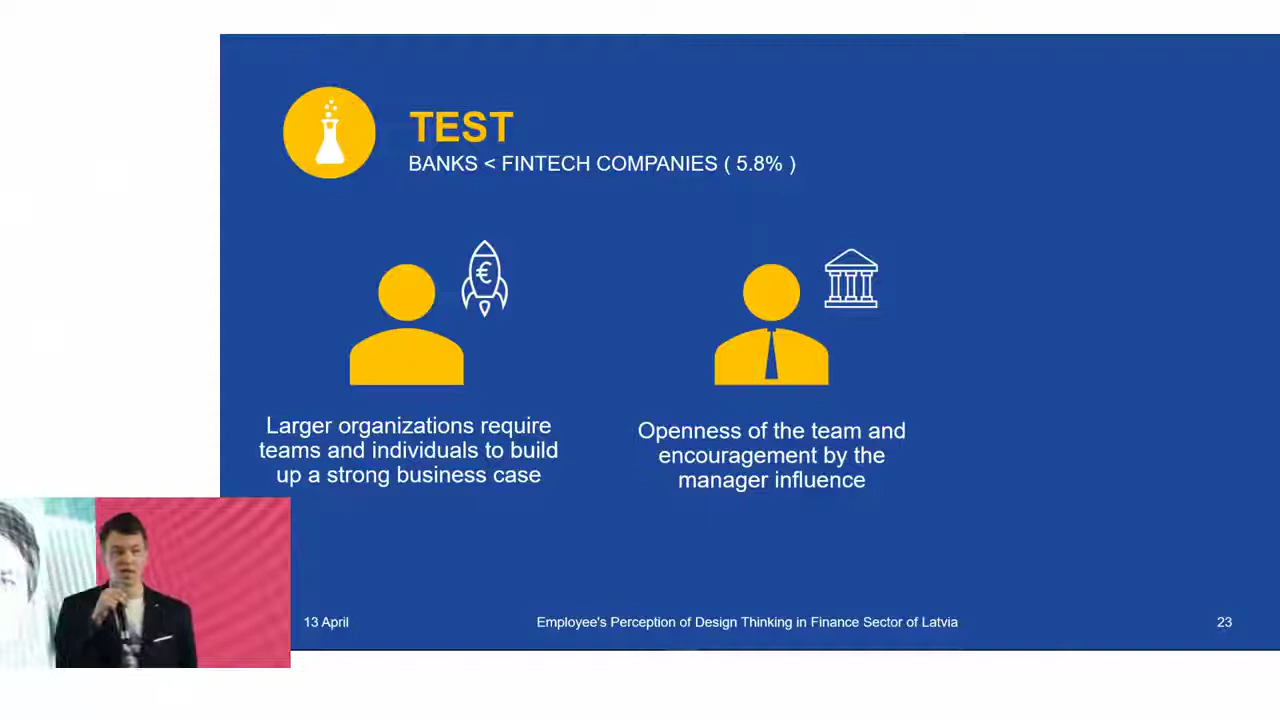 TEST
BANKS < FINTECH COMPANIES ( 5.8% )
€
Larger organizations require
teams and individuals to build
up a strong business case
Openness of the team and
encouragement by the
manager influence
13 April
Employee's Perception of Design Thinking in Finance Sector of Latvia
23